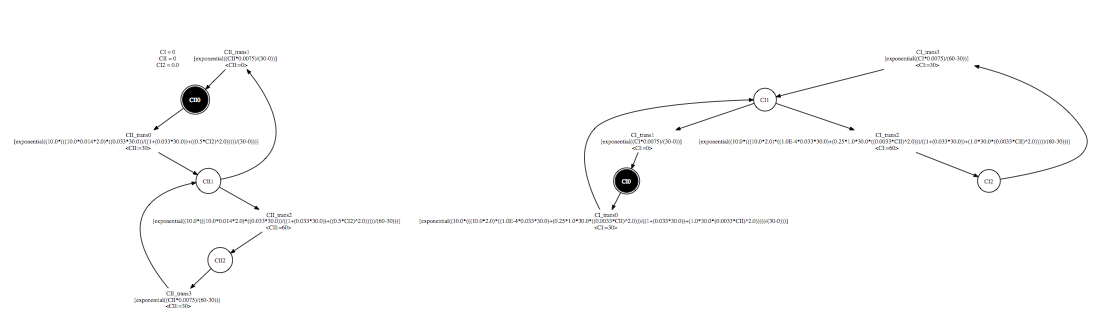 CI = 0
CII = 0
CI2 = 0.0
CII_trans1
[exponential((CII*0.0075)/(30-0))]
<CII:=0>
CII0
CII_trans0
[exponential((10.0*(((10.0*0.014*2.0)*((0.033*30.0))/((1+(0.033*30.0))+((0.5*CI2)^2.0)))))/(30-0))]
<CII:=30>
CII1
CII_trans2
[exponential((10.0*(((10.0*0.014*2.0)*((0.033*30.0))/((1+(0.033*30.0))+((0.5*CI2)^2.0)))))/(60-30))]
<CII:=60>
CII2
CII_trans3
[exponential((CII*0.0075)/(60-30))]
<CII:=30>
CI_trans3
[exponential((CI*0.0075)/(60-30))]
<CI:=30>
CI1
CI_trans1
[exponential((CI*0.0075)/(30-0))]
<CI:=0>
CI_trans2
[exponential((10.0*(((10.0*2.0)*((1.0E-4*0.033*30.0)+(0.25*1.0*30.0*((0.0033*CII)^2.0)))/((1+(0.033*30.0))+(1.0*30.0*(0.0033*CII)^2.0)))))/(60-30))]
<CI:=60>
CI0
CI2
CI_trans0
[exponential((10.0*(((10.0*2.0)*((1.0E-4*0.033*30.0)+(0.25*1.0*30.0*((0.0033*CII)^2.0)))/((1+(0.033*30.0))+(1.0*30.0*(0.0033*CII)^2.0)))))/(30-0))]
<CI:=30>